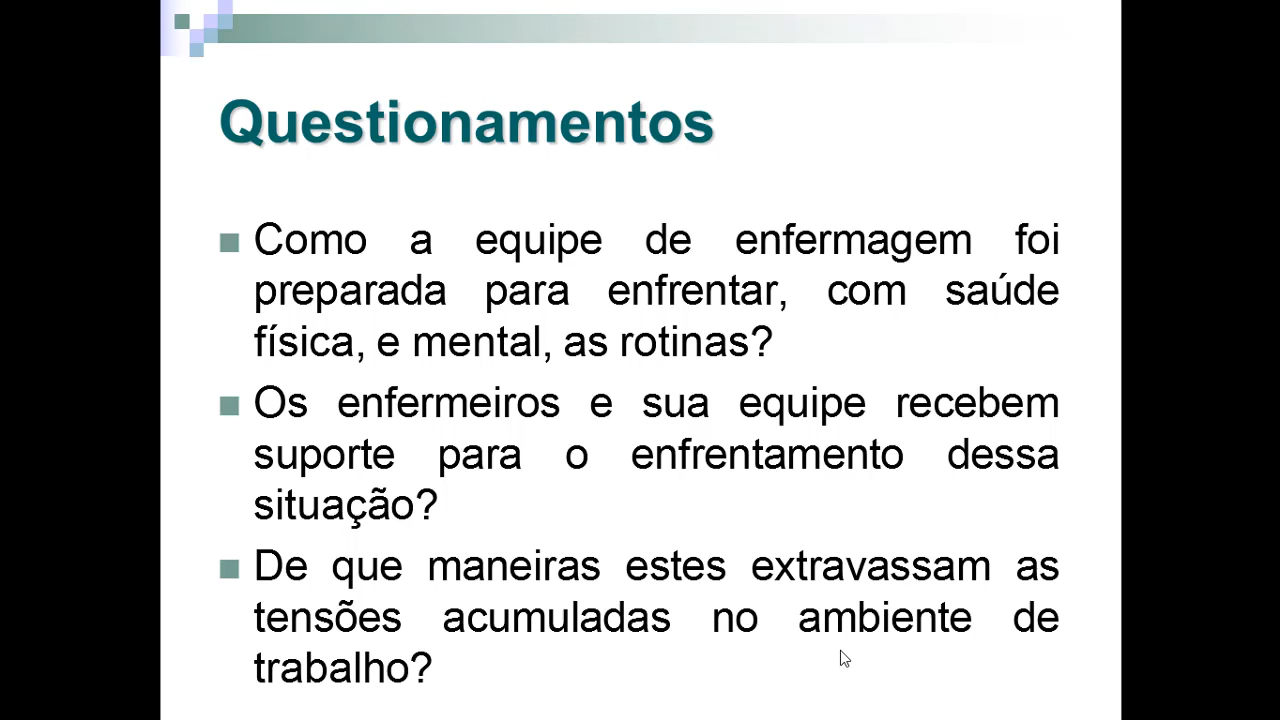 Questionamentos
Como a equipe de enfermagem foi
preparada para enfrentar, com saúde
física, e mental, as rotinas?
Os enfermeiros e sua equipe recebem
suporte para o enfrentamento dessa
situação?
De que maneiras estes extravassam as
tensões acumuladas no ambiente de
trabalho?